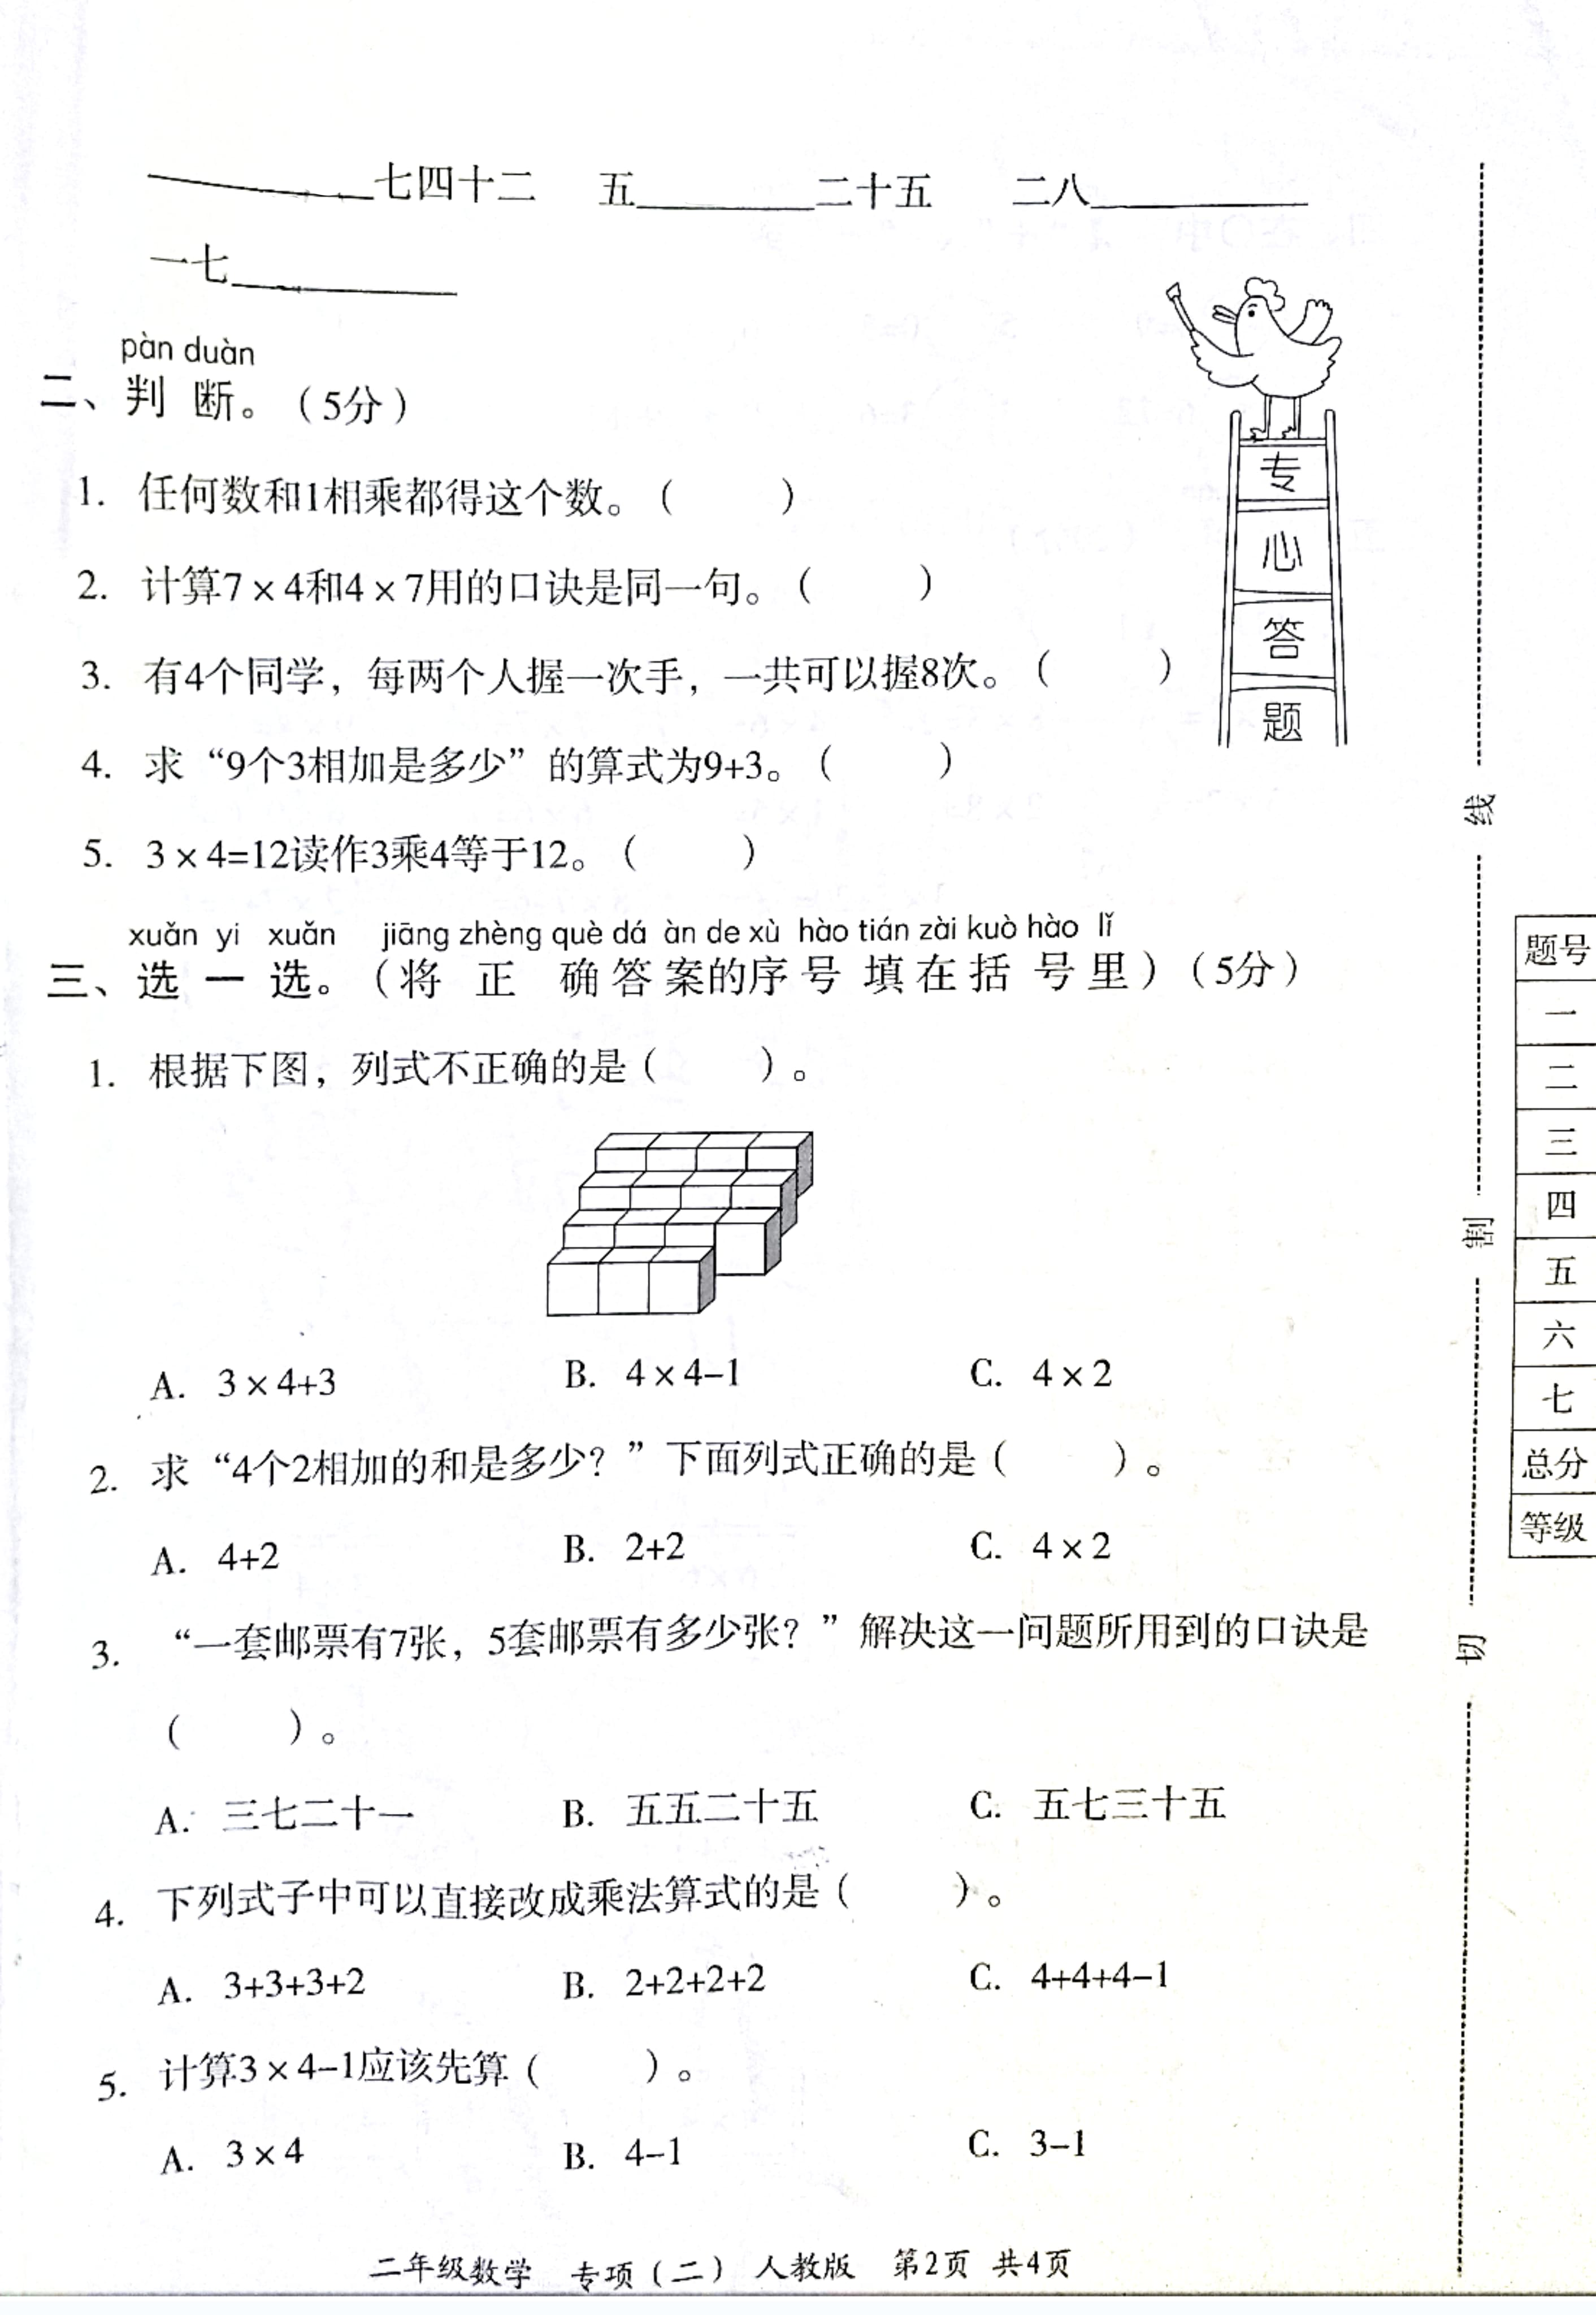 ________七四十二 五________二十五 二八________
一七________
pàn duàn
二、判 断。(5分)
1. 任何数和1相乘都得这个数。( )
2. 计算7×4和4×7用的口诀是同一句。( )
3. 有4个同学，每两个人握一次手，一共可以握8次。( )
4. 求“9个3相加是多少”的算式为9+3。( )
5. 3×4=12读作3乘4等于12。( )
专
心
答
题
xuǎn yi xuǎn jiāng zhèng què dá àn de xù hào tián zài kuò hào lǐ
三、选 一 选。(将 正 确 答 案的序 号 填 在 括 号 里)(5分)
1. 根据下图，列式不正确的是( )。
A. 3×4+3 B. 4×4-1 C. 4×2
2. 求“4个2相加的和是多少？”下面列式正确的是( )。
A. 4+2 B. 2+2 C. 4×2
3. “一套邮票有7张，5套邮票有多少张？”解决这一问题所用到的口诀是
( )。
A. 三七二十一 B. 五五二十五 C. 五七三十五
4. 下列式子中可以直接改成乘法算式的是( )。
A. 3+3+3+2 B. 2+2+2+2 C. 4+4+4-1
5. 计算3×4-1应该先算( )。
A. 3×4 B. 4-1 C. 3-1
二年级数学 专项(二) 人教版 第2页 共4页
线
割
切
题号
一
二
三
四
五
六
七
总分
等级